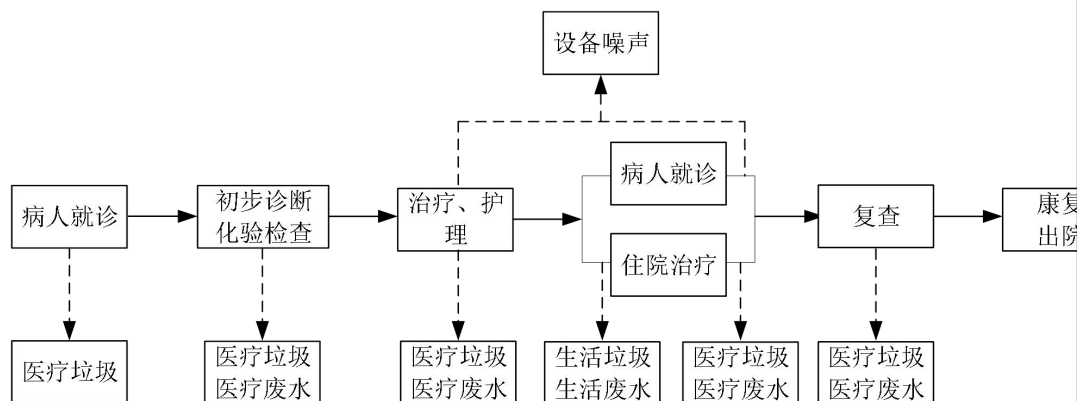 设备噪声
病人就诊
初步诊断
化验检查
治疗、护
理
病人就诊
住院治疗
复查
康复
出院
医疗垃圾
医疗垃圾
医疗废水
医疗垃圾
医疗废水
生活垃圾
生活废水
医疗垃圾
医疗废水
医疗垃圾
医疗废水